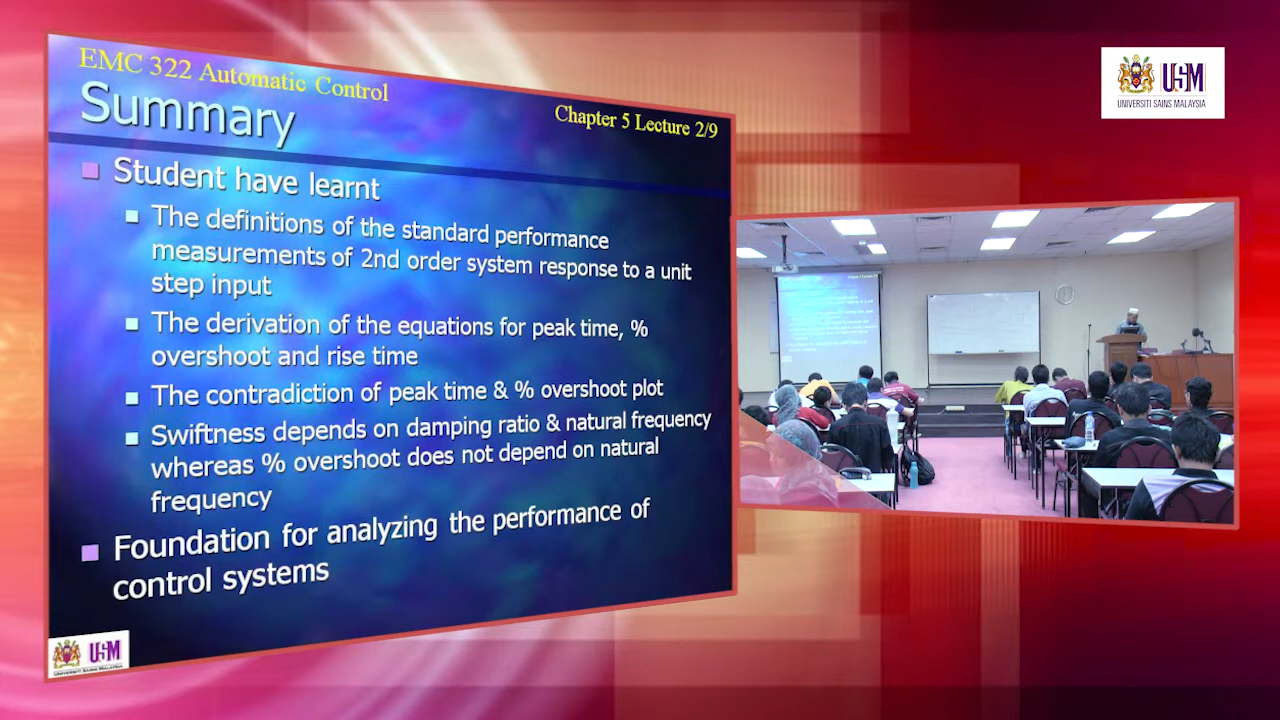 EMC 322 Automatic Control
Chapter 5 Lecture 2/9
Summary
Student have learnt
The definitions of the standard performance
measurements of 2nd order system response to a unit
step input
The derivation of the equations for peak time, %
overshoot and rise time
The contradiction of peak time & % overshoot plot
Swiftness depends on damping ratio & natural frequency
whereas % overshoot does not depend on natural
frequency
Foundation for analyzing the performance of
control systems
USM
UNIVERSITI SAINS MALAYSIA
USM
UNIVERSITI SAINS MALAYSIA